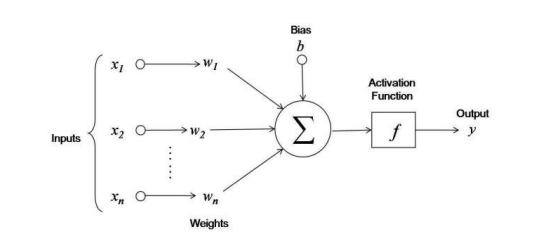 Bias
b
x1 w1
Activation
Function
Inputs x2 w2 Σ f Output
y
xn wn
Weights